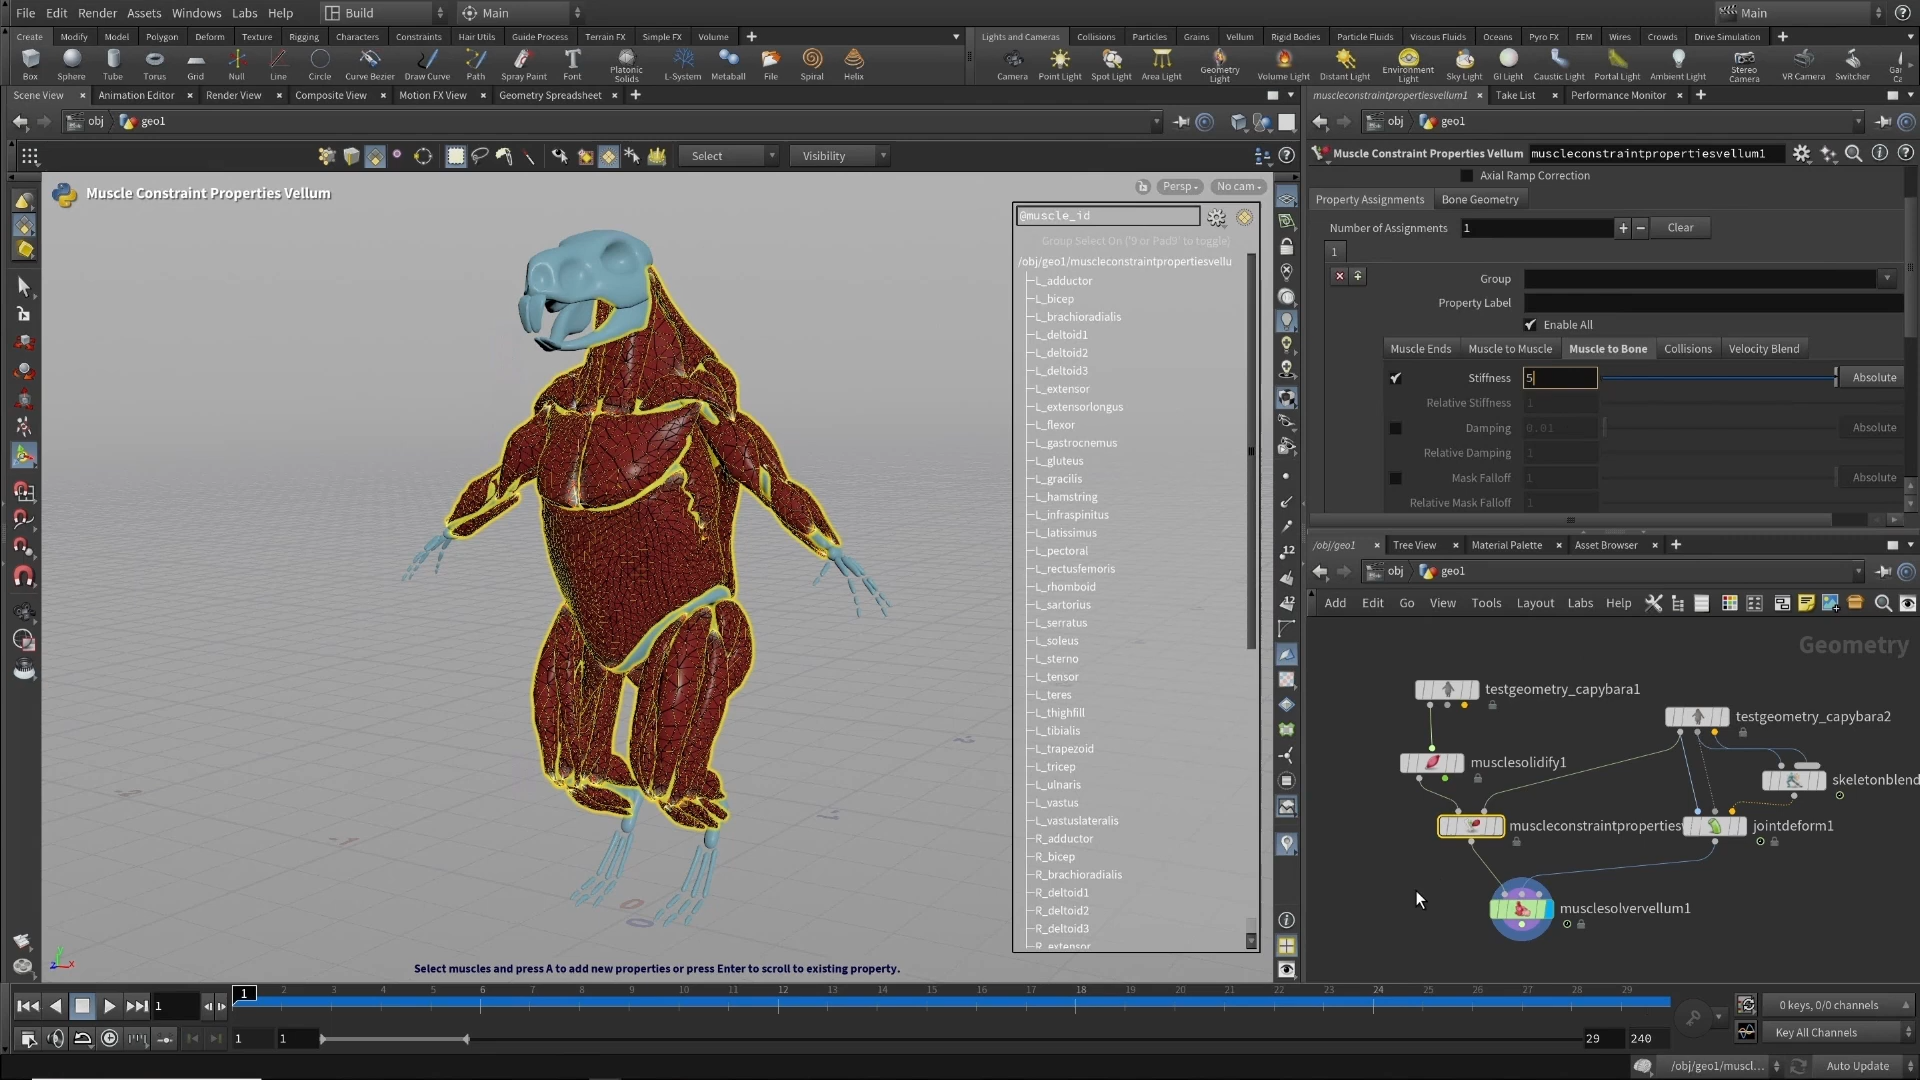 File Edit Render Assets Windows Labs Help Build Main Main
Create Modify Model Polygon Deform Texture Rigging Characters Constraints Hair Utils Guide Process Terrain FX Simple FX Volume
Lights and Cameras Collisions Particles Grains Vellum Rigid Bodies Particle Fluids Viscous Fluids Oceans Pyro FX FEM Wires Crowds Drive Simulation
Box Sphere Tube Torus Grid Null Line Circle Curve Bezier Draw Curve Path Spray Paint Font Platonic Solids L-System Metaball File Spiral Helix
Camera Point Light Spot Light Area Light Geometry Light Volume Light Distant Light Environment Light Sky Light GI Light Caustic Light Portal Light Ambient Light Stereo Camera VR Camera Switcher
Scene View Animation Editor Render View Composite View Motion FX View Geometry Spreadsheet
muscleconstraintpropertiesvellum1 Take List Performance Monitor
obj geo1
obj geo1
Select Visibility
Muscle Constraint Properties Vellum muscleconstraintpropertiesvellum1
Axial Ramp Correction
Property Assignments Bone Geometry
Number of Assignments 1 Clear
1
Group
Property Label
Enable All
Muscle Ends Muscle to Muscle Muscle to Bone Collisions Velocity Blend
Stiffness 5 Absolute
Relative Stiffness 1
Damping 0.01 Absolute
Relative Damping 1
Mask Falloff 1 Absolute
Relative Mask Falloff 1
Muscle Constraint Properties Vellum
Persp No cam
@muscle_id
Group Select On ('9 or Pad9' to toggle)
/obj/geo1/muscleconstraintpropertiesvellu
L_adductor
L_bicep
L_brachioradialis
L_deltoid1
L_deltoid2
L_deltoid3
L_extensor
L_extensorlongus
L_flexor
L_gastrocnemus
L_gluteus
L_gracilis
L_hamstring
L_infraspinitus
L_latissimus
L_pectoral
L_rectusfemoris
L_rhomboid
L_sartorius
L_serratus
L_soleus
L_sterno
L_tensor
L_teres
L_thighfill
L_tibialis
L_trapezoid
L_tricep
L_ulnaris
L_vastus
L_vastuslateralis
R_adductor
R_bicep
R_brachioradialis
R_deltoid1
R_deltoid2
R_deltoid3
R_extensor
12
12
Select muscles and press A to add new properties or press Enter to scroll to existing property.
/obj/geo1 Tree View Material Palette Asset Browser
obj geo1
Add Edit Go View Tools Layout Labs Help
Geometry
testgeometry_capybara1
testgeometry_capybara2
musclesolidify1
skeletonblend
muscleconstraintproperties
jointdeform1
musclesolvervellum1
1 1 2 3 4 5 6 7 8 9 10 11 12 13 14 15 16 17 18 19 20 21 22 23 24 25 26 27 28 29
0 keys, 0/0 channels
1 1 29 240
Key All Channels
/obj/geo1/muscl... Auto Update